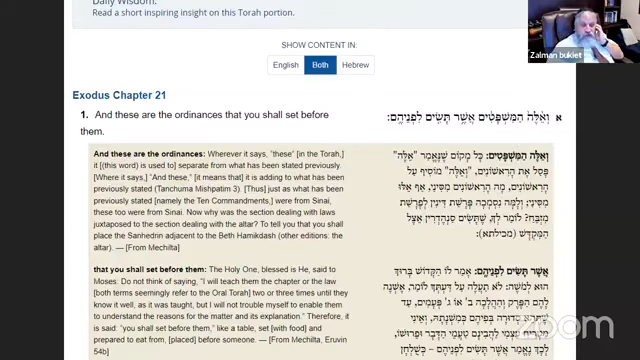 Daily Wisdom:
Read a short inspiring insight on this Torah portion.
SHOW CONTENT IN:
English Both Hebrew
Zalman bukiet
Exodus Chapter 21
1. And these are the ordinances that you shall set before
them.
א וְאֵ֨לֶּה֙ הַמִּשְׁפָּטִ֔ים אֲשֶׁ֥ר תָּשִׂ֖ים לִפְנֵיהֶֽם:
And these are the ordinances: Wherever it says, "these" [in the Torah,]
it [(this word) is used to] separate from what has been stated previously.
[Where it says,] "And these," [it means that] it is adding to what has been
previously stated (Tanchuma Mishpatim 3). [Thus] just as what has been
previously stated [namely the Ten Commandments,] were from Sinai,
these too were from Sinai. Now why was the section dealing with laws
juxtaposed to the section dealing with the altar? To tell you that you shall
place the Sanhedrin adjacent to the Beth Hamikdash (other editions: the
altar). — [From Mechilta]
וְאֵלֶּה הַמִּשְׁפָּטִים: כָּל מָקוֹם שֶׁנֶּאֱמַר "אֵלֶּה"
פָּסַל אֶת הָרִאשׁוֹנִים, "וְאֵלֶּה" מוֹסִיף עַל
הָרִאשׁוֹנִים, מָה הָרִאשׁוֹנִים מִסִּינַי, אַף אֵלּוּ
מִסִּינַי; וְלָמָּה נִסְמְכָה פָּרָשַׁת דִּינִין לְפָרָשַׁת
מִזְבֵּחַ? לוֹמַר לְךָ, שֶׁתָּשִׂים סַנְהֶדְרִין אֵצֶל
הַמִּקְדָּשׁ (מכילתא):
that you shall set before them: The Holy One, blessed is He, said to
Moses: Do not think of saying, "I will teach them the chapter or the law
[both terms seemingly refer to the Oral Torah] two or three times until they
know it well, as it was taught, but I will not trouble myself to enable them
to understand the reasons for the matter and its explanation." Therefore, it
is said: "you shall set before them," like a table, set [with food] and
prepared to eat from, [placed] before someone. — [From Mechilta, Eruvin
54b]
אֲשֶׁר תָּשִׂים לִפְנֵיהֶם: אָמַר לוֹ הַקָּדוֹשׁ בָּרוּךְ
הוּא לְמֹשֶׁה: לֹא תַעֲלֶה עַל דַּעְתְּךָ לוֹמַר, אֶשְׁנֶה
לָהֶם הַפֶּרֶק וְהַהֲלָכָה ב' אוֹ ג' פְּעָמִים, עַד
שֶׁתְּהֵא סְדוּרָה בְּפִיהֶם כְּמִשְׁנָתָהּ, וְאֵינִי
מַטְרִיחַ עַצְמִי לַהֲבִינָם טַעֲמֵי הַדָּבָר וּפֵרוּשׁוֹ,
לְכָךְ נֶאֱמַר אֲשֶׁר תָּשִׂים לִפְנֵיהֶם – כְּשֻׁלְחָן
zoom